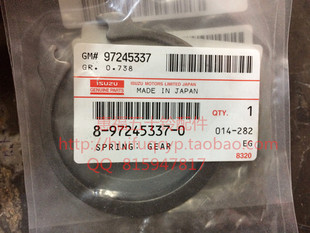 GM# 97245337
GR. 0.738
ISUZU
GENUINE PARTS
ISUZU MOTORS LIMITED JAPAN
MADE IN JAPAN
QTY. 1
8-97245337-0
014-282
SPRING: GEAR
EG
8320
QQ 815947817